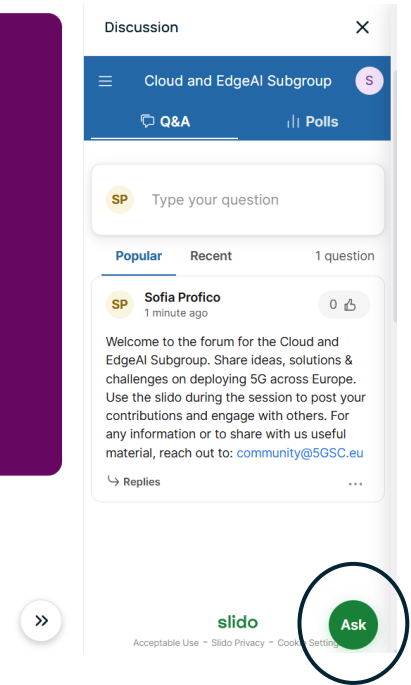 Discussion
Cloud and EdgeAI Subgroup
S
Q&A
Polls
SP
Type your question
Popular
Recent
1 question
SP
Sofia Profico
1 minute ago
0
Welcome to the forum for the Cloud and
EdgeAI Subgroup. Share ideas, solutions &
challenges on deploying 5G across Europe.
Use the slido during the session to post your
contributions and engage with others. For
any information or to share with us useful
material, reach out to: community@5GSC.eu
Replies
slido
Ask
Acceptable Use - Slido Privacy - Cookie Setting